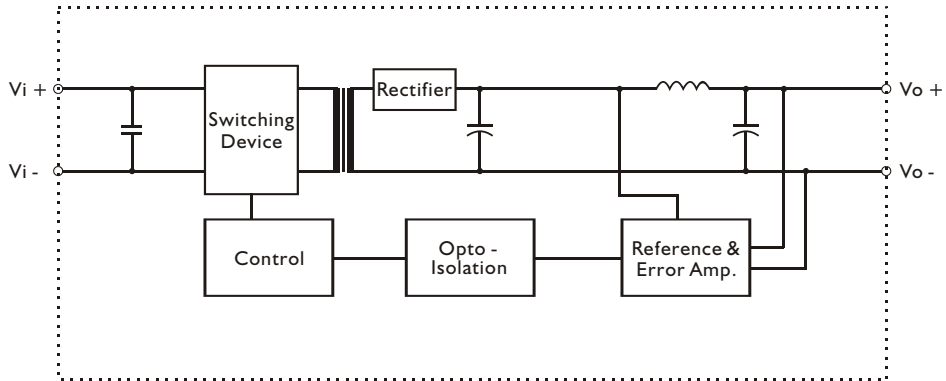 Vi +
Rectifier
Vo +
Switching
Device
Vi -
Vo -
Control
Opto -
Isolation
Reference &
Error Amp.